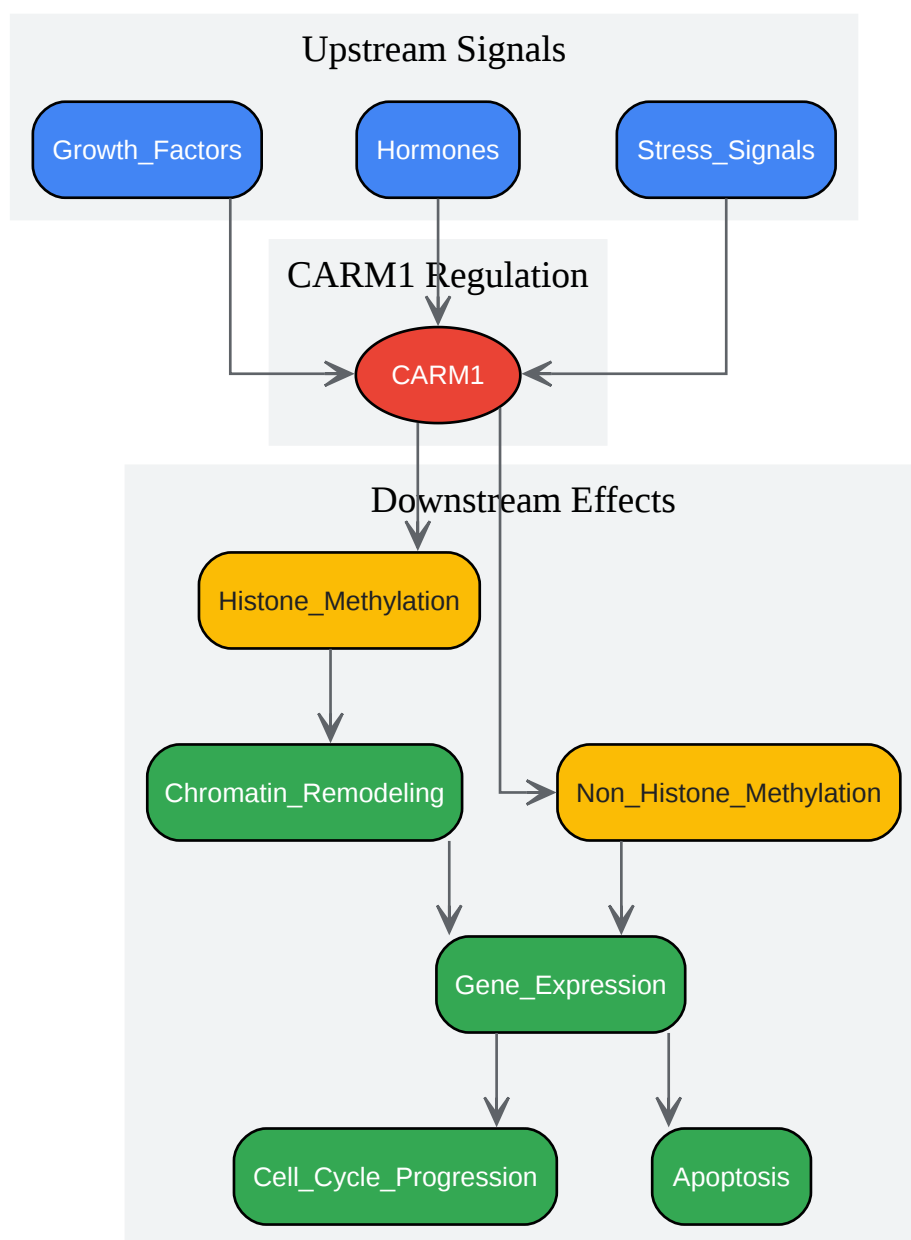 Upstream Signals
Growth_Factors
Hormones
Stress_Signals
CARM1 Regulation
CARM1
Downstream Effects
Histone_Methylation
Chromatin_Remodeling
Non_Histone_Methylation
Gene_Expression
Cell_Cycle_Progression
Apoptosis